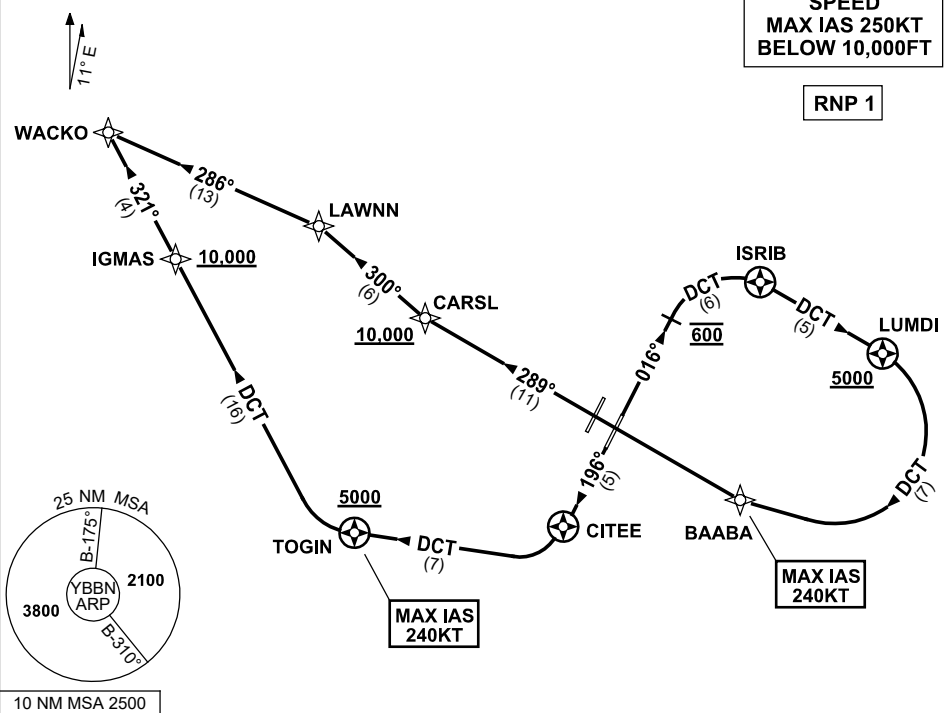 SPEED
MAX IAS 250KT
BELOW 10,000FT
RNP 1
11° E
WACKO
286°
(13)
LAWNN
321°
(4)
IGMAS
10,000
300°
(6)
CARSL
10,000
ISRIB
DCT
(6)
600
DCT
(5)
LUMDI
5000
016°
289°
(11)
DCT
(16)
196°
(5)
DCT
(7)
BAABA
MAX IAS
240KT
CITEE
5000
TOGIN
DCT
(7)
MAX IAS
240KT
25 NM MSA
B-175°
YBBN
ARP
2100
3800
B-310°
10 NM MSA 2500